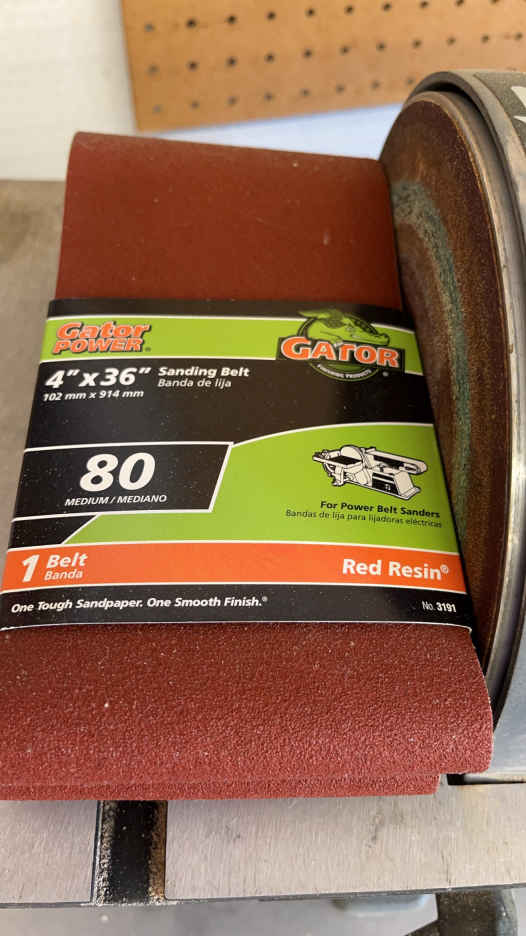 Gator
POWER®
GATOR
FINISHING PRODUCTS
4” x 36” Sanding Belt
Banda de lija
102 mm x 914 mm
80
MEDIUM / MEDIANO
For Power Belt Sanders
Bandas de lija para lijadoras eléctricas
1 Belt
Banda
Red Resin®
One Tough Sandpaper. One Smooth Finish.®
No. 3191